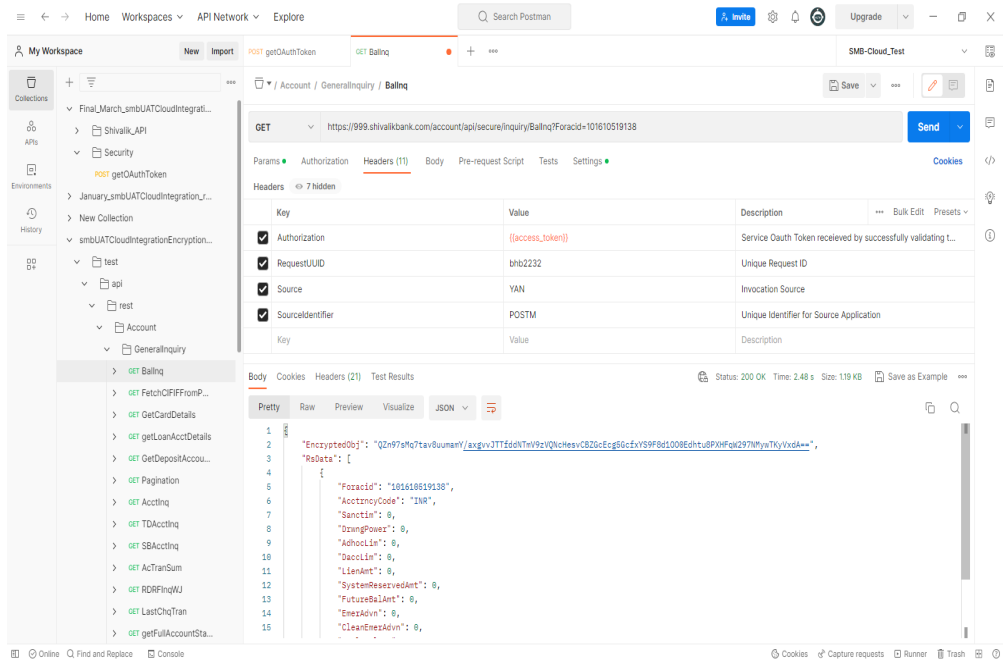 Home Workspaces API Network Explore Search Postman Invite Upgrade
My Workspace New Import POST getOAuthToken GET BalInq SMB-Cloud_Test
Collections
APIs
Environments
History
Final_March_smbUATCloudIntegrati...
Shivalik_API
Security
POST getOAuthToken
January_smbUATCloudIntegration_r...
New Collection
smbUATCloudIntegrationEncryption...
test
api
rest
Account
GeneralInquiry
GET BalInq
GET FetchCIFIFFromP...
GET GetCardDetails
GET getLoanAcctDetails
GET GetDepositAccou...
GET Pagination
GET AcctInq
GET TDAcctInq
GET SBAcctInq
GET AcTranSum
GET RDRFInqWJ
GET LastChqTran
GET getFullAccountSta...
/ Account / GeneralInquiry / BalInq Save
GET https://999.shivalikbank.com/account/api/secure/inquiry/BalInq?Foracid=101610519138 Send
Params Authorization Headers (11) Body Pre-request Script Tests Settings Cookies
Headers 7 hidden
Key Value Description Bulk Edit Presets
Authorization {{access_token}} Service Oauth Token receieved by successfully validating t...
RequestUUID bhb2232 Unique Request ID
Source YAN Invocation Source
SourceIdentifier POSTM Unique Identifier for Source Application
Key Value Description
Body Cookies Headers (21) Test Results Status: 200 OK Time: 2.48 s Size: 1.19 KB Save as Example
Pretty Raw Preview Visualize JSON
1 {
2 "EncryptedObj": "QZn97sMq7tav8uumamY/axgvvJTTfddNTmV9zVQNcHesvCBZGcEcg5GcfxYS9F8d1O00Edhtu8PXHFqW297NMywTKyVxdA==",
3 "RsData": [
4 {
5 "Foracid": "101610519138",
6 "AcctrncyCode": "INR",
7 "Sanctim": 0,
8 "DrwngPower": 0,
9 "AdhocLim": 0,
10 "DaccLim": 0,
11 "LienAmt": 0,
12 "SystemReservedAmt": 0,
13 "FutureBalAmt": 0,
14 "EmerAdvn": 0,
15 "CleanEmerAdvn": 0,
Online Find and Replace Console Cookies Capture requests Runner Trash